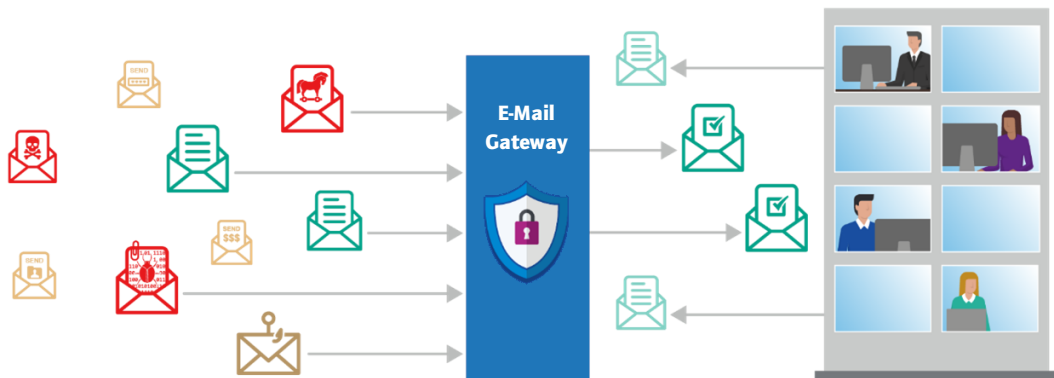 SEND
****
E-Mail
Gateway
SEND
$$$
SEND